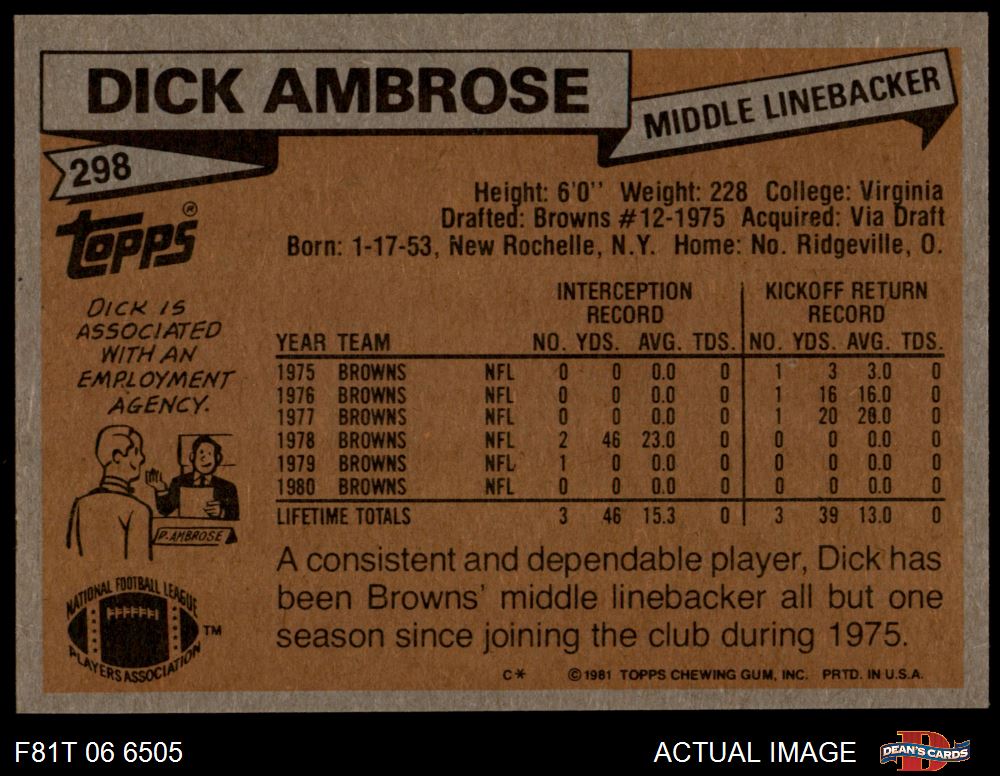 DICK AMBROSE
MIDDLE LINEBACKER
298
topps®
Height: 6'0'' Weight: 228 College: Virginia
Drafted: Browns #12-1975 Acquired: Via Draft
Born: 1-17-53, New Rochelle, N.Y. Home: No. Ridgeville, O.
DICK IS
ASSOCIATED
WITH AN
EMPLOYMENT
AGENCY.
D. AMBROSE
INTERCEPTION KICKOFF RETURN
RECORD RECORD
YEAR TEAM NO. YDS. AVG. TDS. NO. YDS. AVG. TDS.
1975 BROWNS NFL 0 0 0.0 0 1 3 3.0 0
1976 BROWNS NFL 0 0 0.0 0 1 16 16.0 0
1977 BROWNS NFL 0 0 0.0 0 1 20 20.0 0
1978 BROWNS NFL 2 46 23.0 0 0 0 0.0 0
1979 BROWNS NFL 1 0 0.0 0 0 0 0.0 0
1980 BROWNS NFL 0 0 0.0 0 0 0 0.0 0
LIFETIME TOTALS 3 46 15.3 0 3 39 13.0 0
A consistent and dependable player, Dick has
been Browns' middle linebacker all but one
season since joining the club during 1975.
NATIONAL FOOTBALL LEAGUE
PLAYERS ASSOCIATION
TM
C* ©1981 TOPPS CHEWING GUM, INC. PRTD. IN U.S.A.
F81T 06 6505
ACTUAL IMAGE
D
DEAN'S CARDS